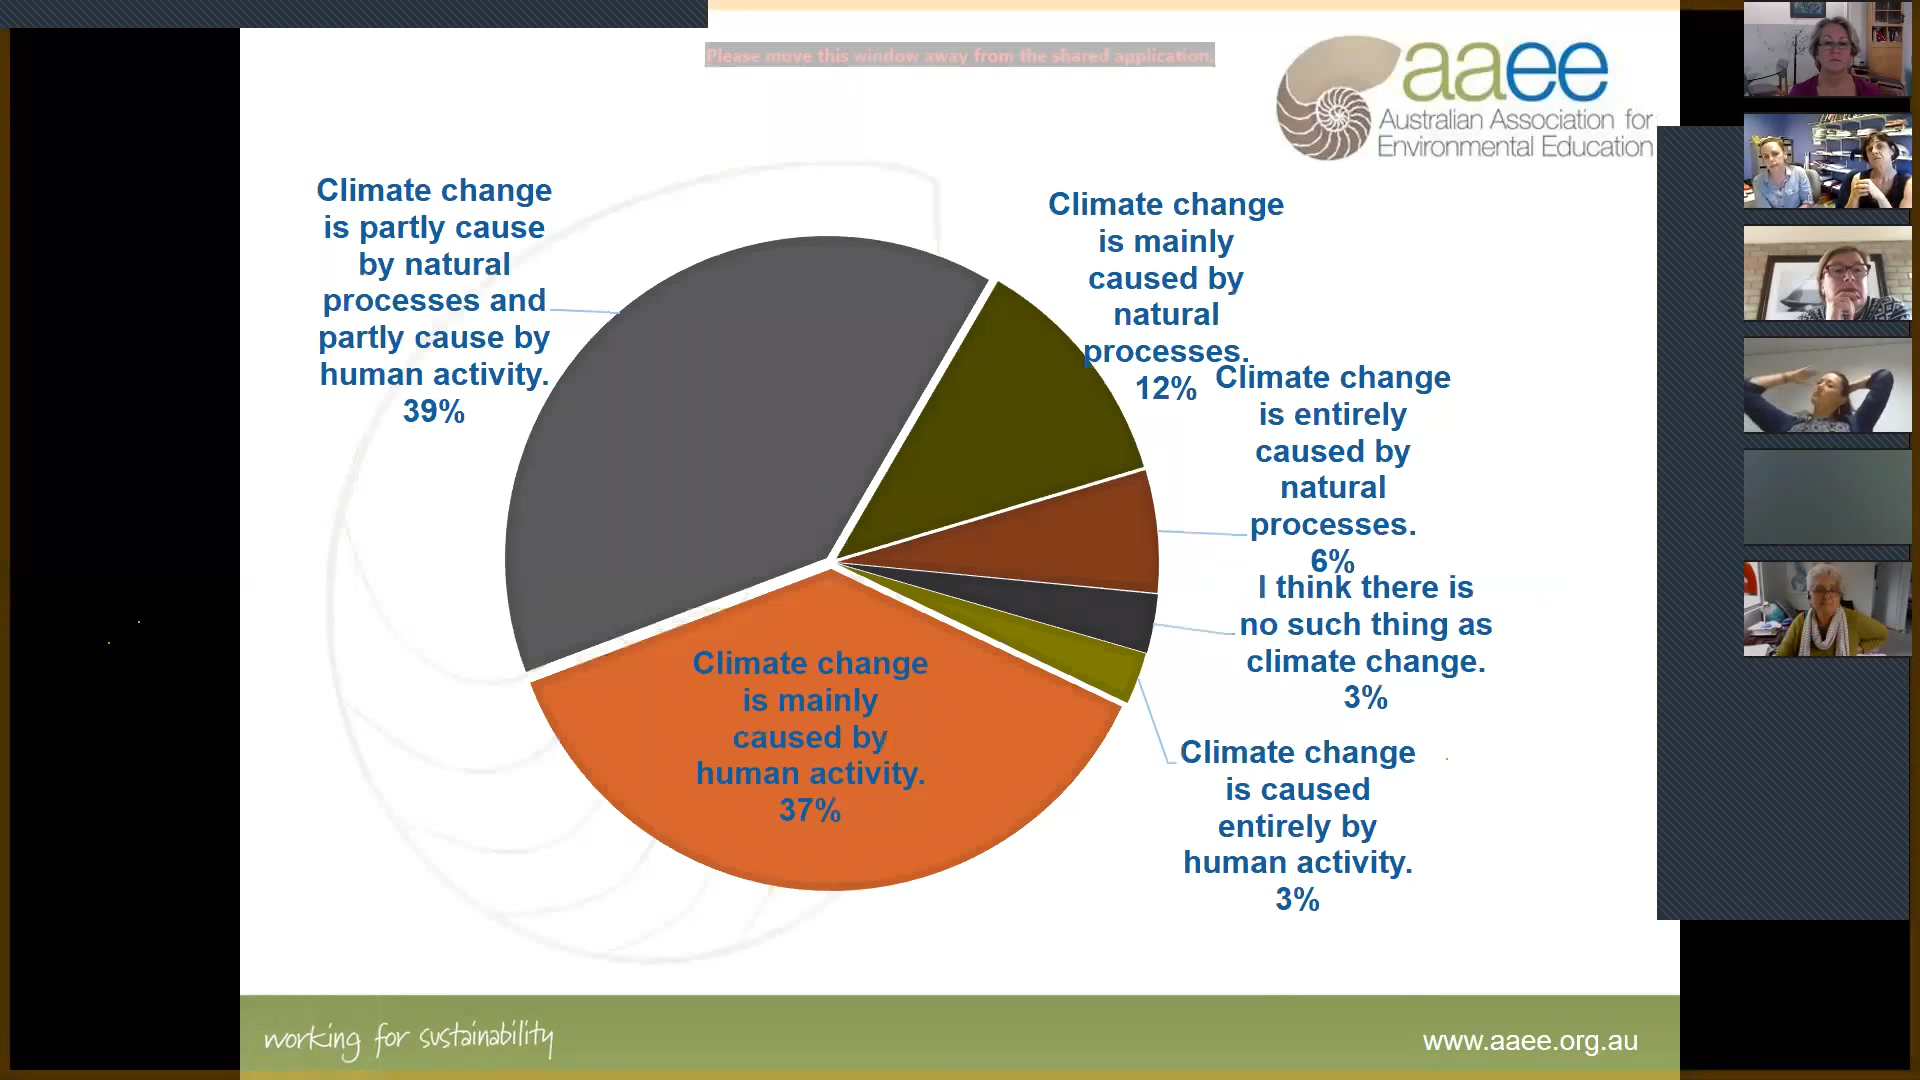 Please move this window away from the shared application.
aaee
Australian Association for
Environmental Education
Climate change
is partly cause
by natural
processes and
partly cause by
human activity.
39%
Climate change
is mainly
caused by
natural
processes.
12%
Climate change
is entirely
caused by
natural
processes.
6%
I think there is
no such thing as
climate change.
3%
Climate change
is mainly
caused by
human activity.
37%
Climate change
is caused
entirely by
human activity.
3%
working for sustainability
www.aaee.org.au